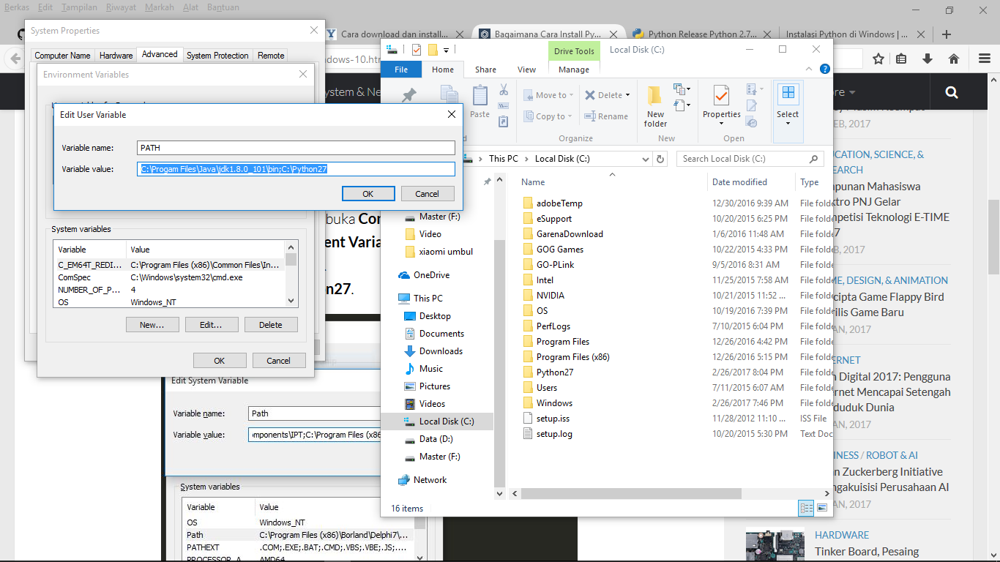 Berkas Edit Tampilan Riwayat Markah Alat Bantuan
System Properties
Cara download dan install...
Bagaimana Cara Install Py...
Python Release Python 2.7...
Instalasi Python di Windows | ...
Computer Name Hardware Advanced System Protection Remote
ndows-10.htm
Environment Variables
ystem & Ne
Edit User Variable
Variable name: PATH
Variable value: C:\Progam Files\Java\jdk1.8.0_101\bin;C:\Python27
OK Cancel
System variables
Variable Value
C_EM64T_REDI... C:\Program Files (x86)\Common Files\In...
ComSpec C:\Windows\system32\cmd.exe
NUMBER_OF_P... 4
OS Windows_NT
New... Edit... Delete
OK Cancel
buka Con
ent Varia
on27.
Edit System Variable
Variable name: Path
Variable value: omponents\IPT;C:\Program Files (x86
System variables
Variable Value
OS Windows_NT
Path C:\Program Files (x86)\Borland\Delphi7\...
PATHEXT .COM;.EXE;.BAT;.CMD;.VBS;.VBE;.JS;....
PROCESSOR_A AMD64
Drive Tools Local Disk (C:)
File Home Share View Manage
Paste
Move to Copy to Delete Rename
Organize
New folder
New
Properties
Open
Select
This PC Local Disk (C:)
Search Local Disk (C:)
Master (F:)
Video
xiaomi umbul
OneDrive
This PC
Desktop
Documents
Downloads
Music
Pictures
Videos
Local Disk (C:)
Data (D:)
Master (F:)
Network
Name Date modified Type
adobeTemp 12/30/2016 9:39 AM File folde
eSupport 10/20/2015 6:25 PM File folde
GarenaDownload 1/6/2016 11:48 AM File folde
GOG Games 10/22/2015 4:33 PM File folde
GO-PLink 9/5/2016 8:31 AM File folde
Intel 11/25/2015 7:58 AM File folde
NVIDIA 10/21/2015 11:52 ... File folde
OS 10/19/2016 7:39 PM File folde
PerfLogs 7/10/2015 6:04 PM File folde
Program Files 12/26/2016 4:42 PM File folde
Program Files (x86) 12/26/2016 5:15 PM File folde
Python27 2/26/2017 8:04 PM File folde
Users 7/11/2015 6:07 AM File folde
Windows 2/26/2017 7:46 PM File folde
setup.iss 11/28/2012 11:10 ... ISS File
setup.log 10/20/2015 5:30 PM Text Doc
16 items
ore
EB, 2017
UCATION, SCIENCE, &
SEARCH
mpunan Mahasiswa
ktro PNJ Gelar
mpetisi Teknologi E-TIME
7
EB, 2017
ME, DESIGN, & ANIMATION
cipta Game Flappy Bird
rilis Game Baru
AN, 2017
ERNET
n Digital 2017: Pengguna
ernet Mencapai Setengah
duduk Dunia
AN, 2017
INESS / ROBOT & AI
n Zuckerberg Initiative
ngakuisisi Perusahaan AI
AN, 2017
HARDWARE
Tinker Board, Pesaing